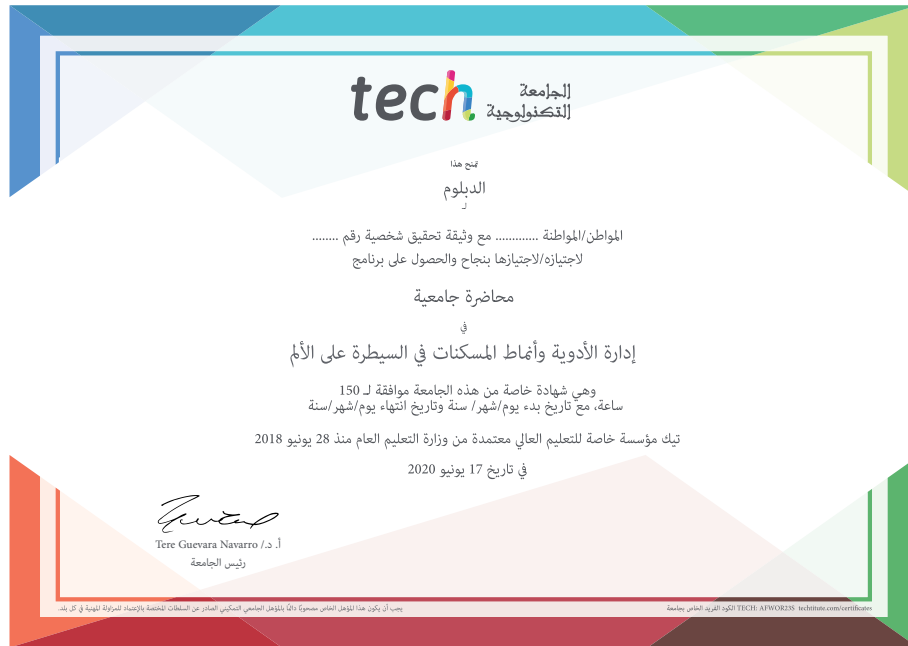 tech
الجامعة
التكنولوجية
تمنح هذا
الدبلوم
لـ
المواطن/المواطنة ............. مع وثيقة تحقيق شخصية رقم ........
لاجتيازه/لاجتيازها بنجاح والحصول على برنامج
محاضرة جامعية
في
إدارة الأدوية وأنماط المسكنات في السيطرة على الألم
وهي شهادة خاصة من هذه الجامعة موافقة لـ 150
ساعة، مع تاريخ بدء يوم/شهر/ سنة وتاريخ انتهاء يوم/شهر/سنة
تيك مؤسسة خاصة للتعليم العالي معتمدة من وزارة التعليم العام منذ 28 يونيو 2018
في تاريخ 17 يونيو 2020
أ. د./ Tere Guevara Navarro
رئيس الجامعة
يجب أن يكون هذا المؤهل الخاص مصحوبًا دائمًا بالمؤهل الجامعي التمكيني الصادر عن السلطات المختصة بالإعتماد للمزاولة المهنية في كل بلد.
الكود الفريد الخاص بجامعة TECH: AFWOR23S techtitute.com/certificates